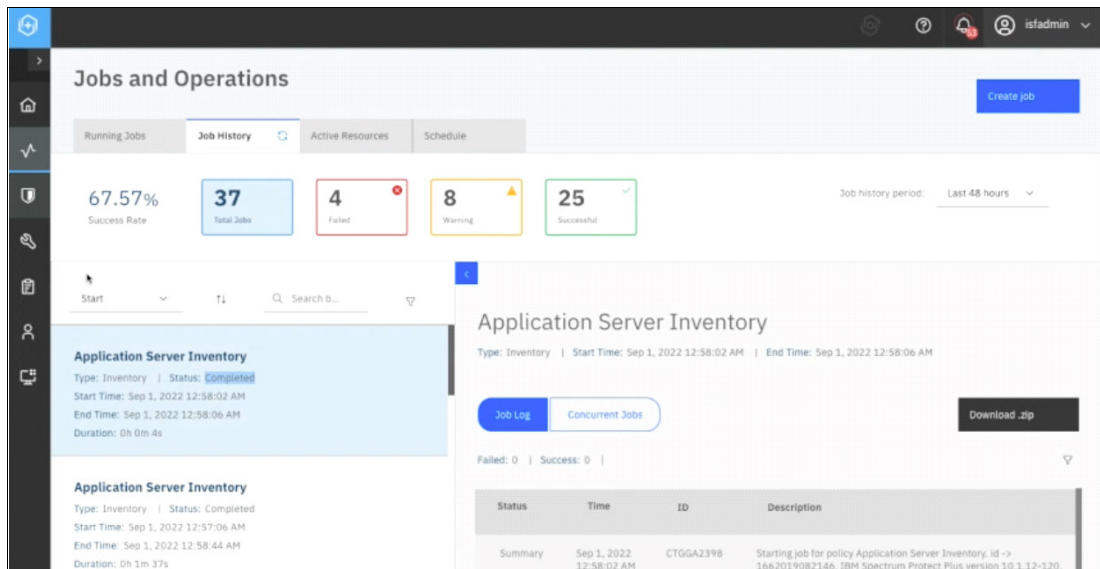 isfadmin
53
Jobs and Operations
Create job
Running Jobs
Job History
Active Resources
Schedule
67.57%
Success Rate
37
Total Jobs
4
Failed
8
Warning
25
Successful
Job history period: Last 48 hours
Start
Search b...
Application Server Inventory
Type: Inventory | Status: Completed
Start Time: Sep 1, 2022 12:58:02 AM
End Time: Sep 1, 2022 12:58:06 AM
Duration: 0h 0m 4s
Application Server Inventory
Type: Inventory | Status: Completed
Start Time: Sep 1, 2022 12:57:06 AM
End Time: Sep 1, 2022 12:58:44 AM
Duration: 0h 1m 37s
Application Server Inventory
Type: Inventory | Start Time: Sep 1, 2022 12:58:02 AM | End Time: Sep 1, 2022 12:58:06 AM
Job Log
Concurrent Jobs
Download .zip
Failed: 0 | Success: 0 |
Status Time ID Description
Summary Sep 1, 2022 CTGGA2398 Starting job for policy Application Server Inventory. id ->
12:58:02 AM 1662019082146. IBM Spectrum Protect Plus version 10.1.12-120.